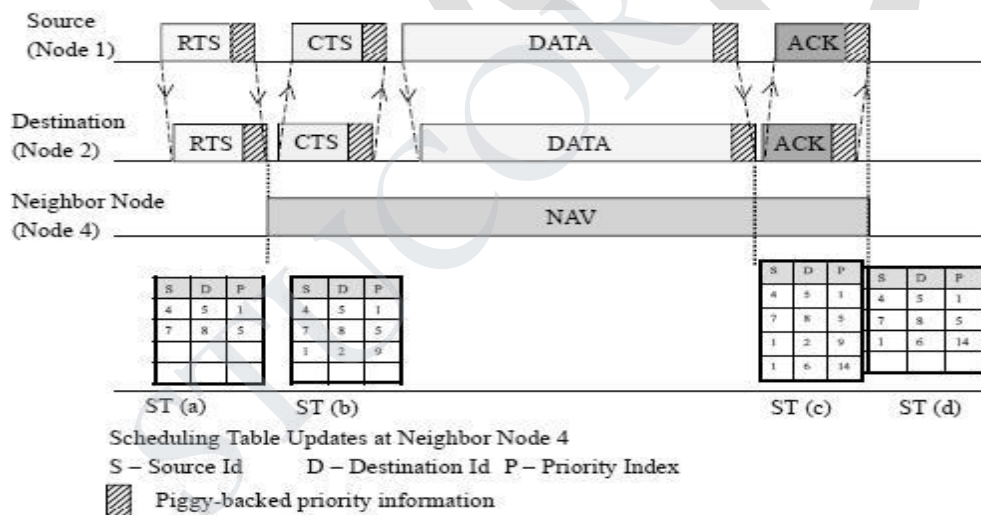 Source
(Node 1)
RTS
CTS
DATA
ACK
Destination
(Node 2)
RTS
CTS
DATA
ACK
Neighbor Node
(Node 4)
NAV
S D P
4 5 1
7 8 5
S D P
4 5 1
7 8 5
1 2 9
S D P
4 5 1
7 8 5
1 2 9
1 6 14
S D P
4 5 1
7 8 5
1 6 14
ST (a)
ST (b)
ST (c)
ST (d)
Scheduling Table Updates at Neighbor Node 4
S – Source Id D – Destination Id P – Priority Index
Piggy-backed priority information